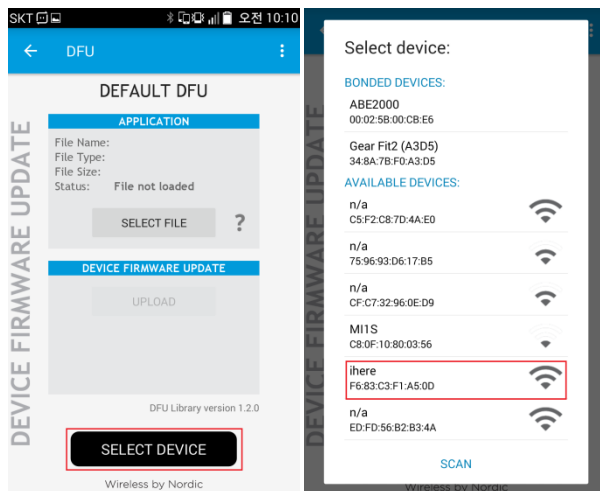 SKT 오전 10:10
DFU
DEFAULT DFU
DEVICE FIRMWARE UPDATE
APPLICATION
File Name:
File Type:
File Size:
Status: File not loaded
SELECT FILE ?
DEVICE FIRMWARE UPDATE
UPLOAD
DFU Library version 1.2.0
SELECT DEVICE
Wireless by Nordic
DEVICE FIRMWARE UPDATE
Select device:
BONDED DEVICES:
ABE2000
00:02:5B:00:CB:E6
Gear Fit2 (A3D5)
34:8A:7B:F0:A3:D5
AVAILABLE DEVICES:
n/a
C5:F2:C8:7D:4A:E0
n/a
75:96:93:D6:17:B5
n/a
CF:C7:32:96:0E:D9
MI1S
C8:0F:10:80:03:56
ihere
F6:83:C3:F1:A5:0D
n/a
ED:FD:56:B2:B3:4A
SCAN
Wireless by Nordic